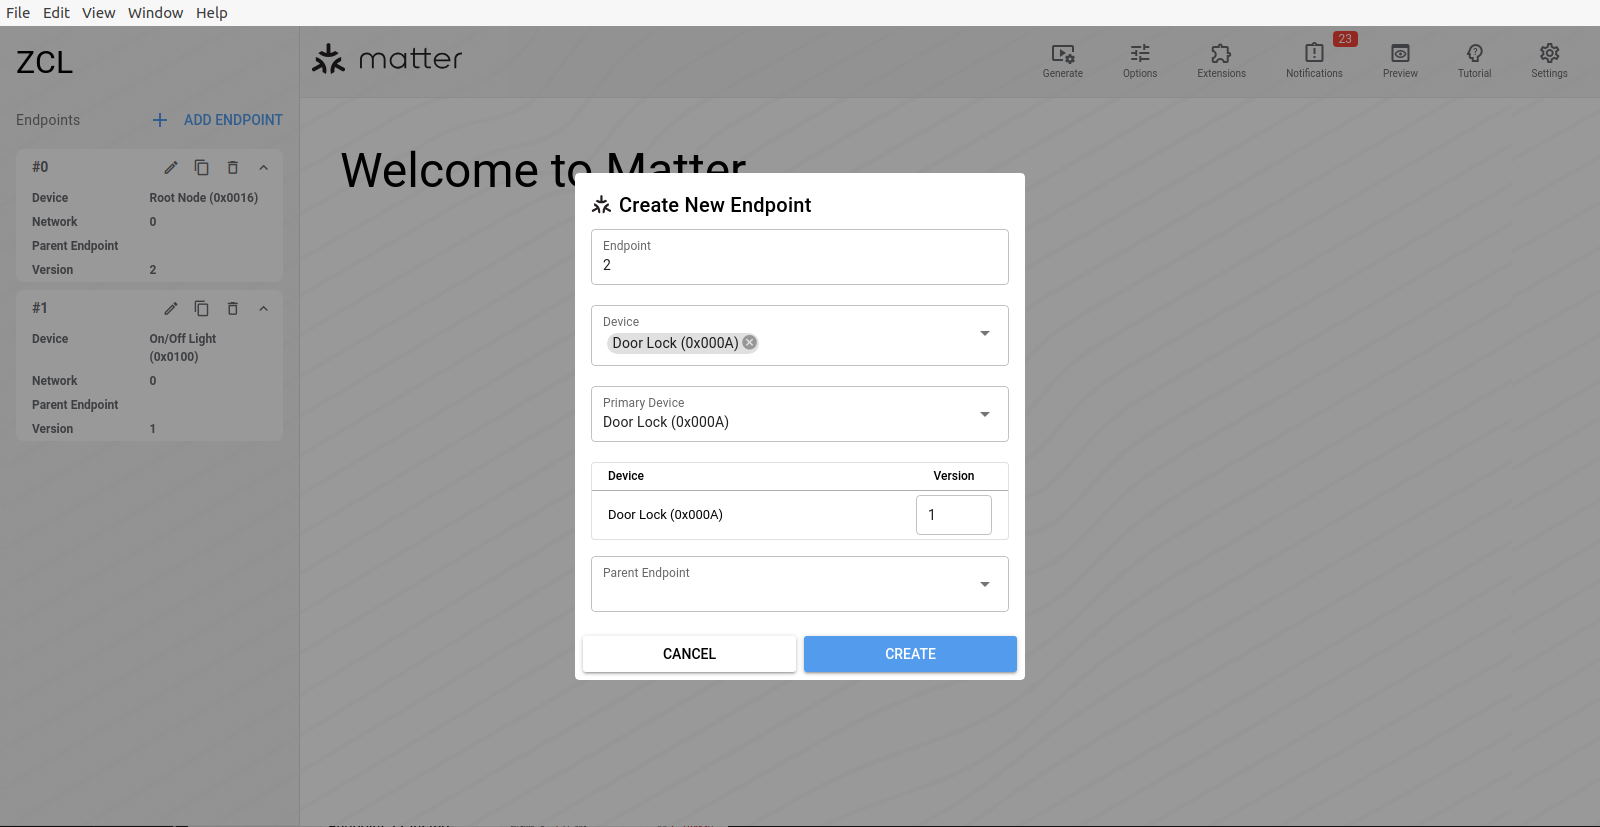 File Edit View Window Help
ZCL
matter
Generate
Options
Extensions
Notifications
23
Preview
Tutorial
Settings
Endpoints
ADD ENDPOINT
#0
Device Root Node (0x0016)
Network 0
Parent Endpoint
Version 2
#1
Device On/Off Light
(0x0100)
Network 0
Parent Endpoint
Version 1
Welcome to Matter
Create New Endpoint
Endpoint
2
Device
Door Lock (0x000A)
Primary Device
Door Lock (0x000A)
Device Version
Door Lock (0x000A) 1
Parent Endpoint
CANCEL CREATE